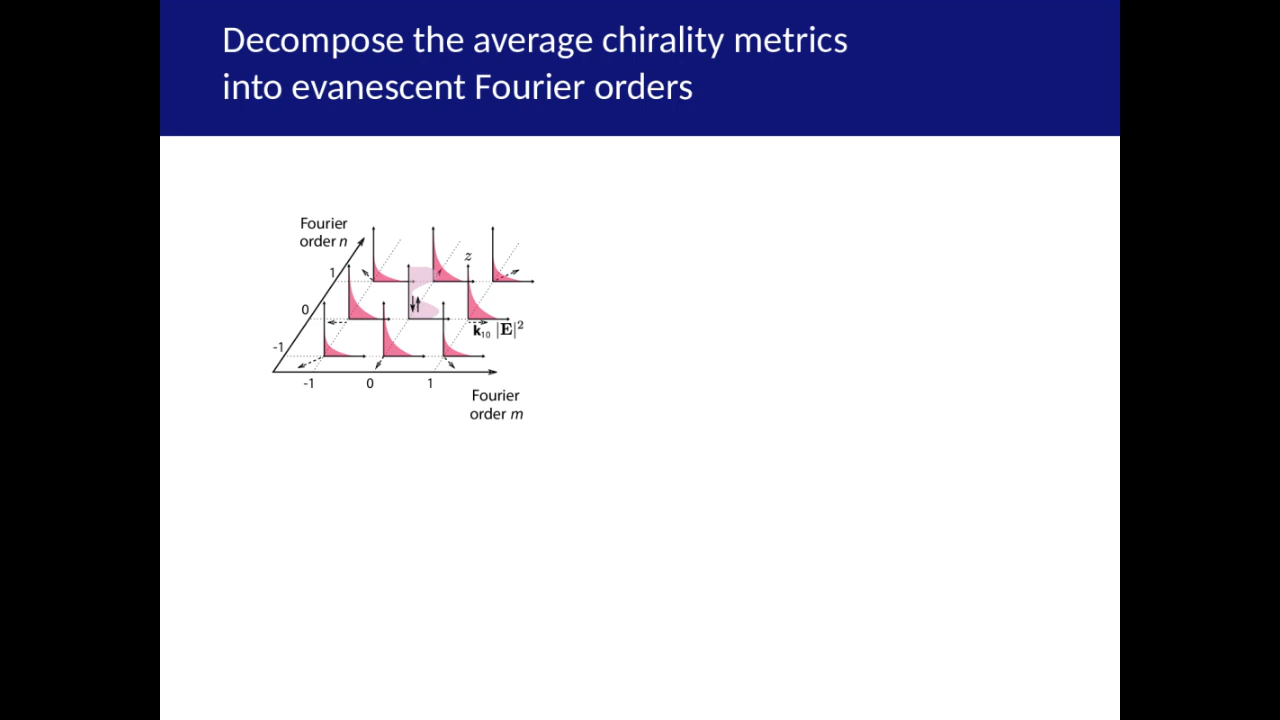 Decompose the average chirality metrics
into evanescent Fourier orders
Fourier
order n
z
1
0
k₁₀ |E|²
-1
-1 0 1
Fourier
order m